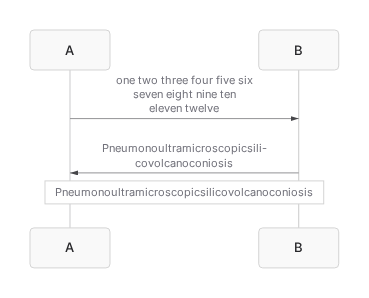 A
B
one two three four five six
seven eight nine ten
eleven twelve
Pneumonoultramicroscopicsili-
covolcanoconiosis
Pneumonoultramicroscopicsilicovolcanoconiosis
A
B